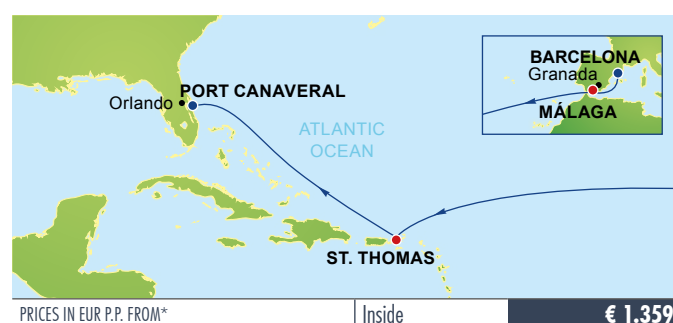 BARCELONA
Granada
MÁLAGA
PORT CANAVERAL
Orlando
ATLANTIC
OCEAN
ST. THOMAS
PRICES IN EUR P.P. FROM* Inside € 1.359